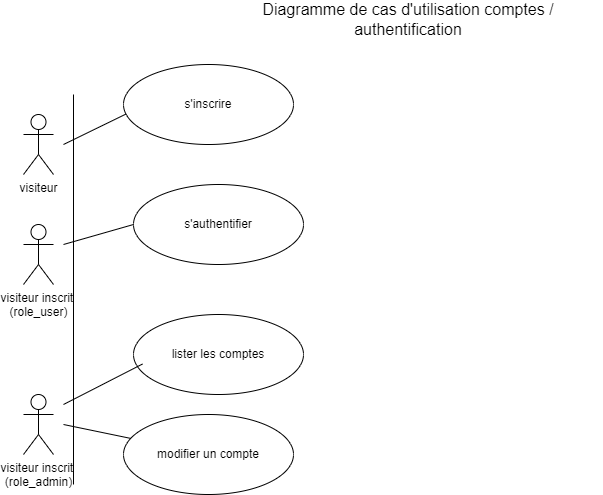 Diagramme de cas d'utilisation comptes /
authentification
s'inscrire
visiteur
s'authentifier
visiteur inscrit
(role_user)
lister les comptes
modifier un compte
visiteur inscrit
(role_admin)